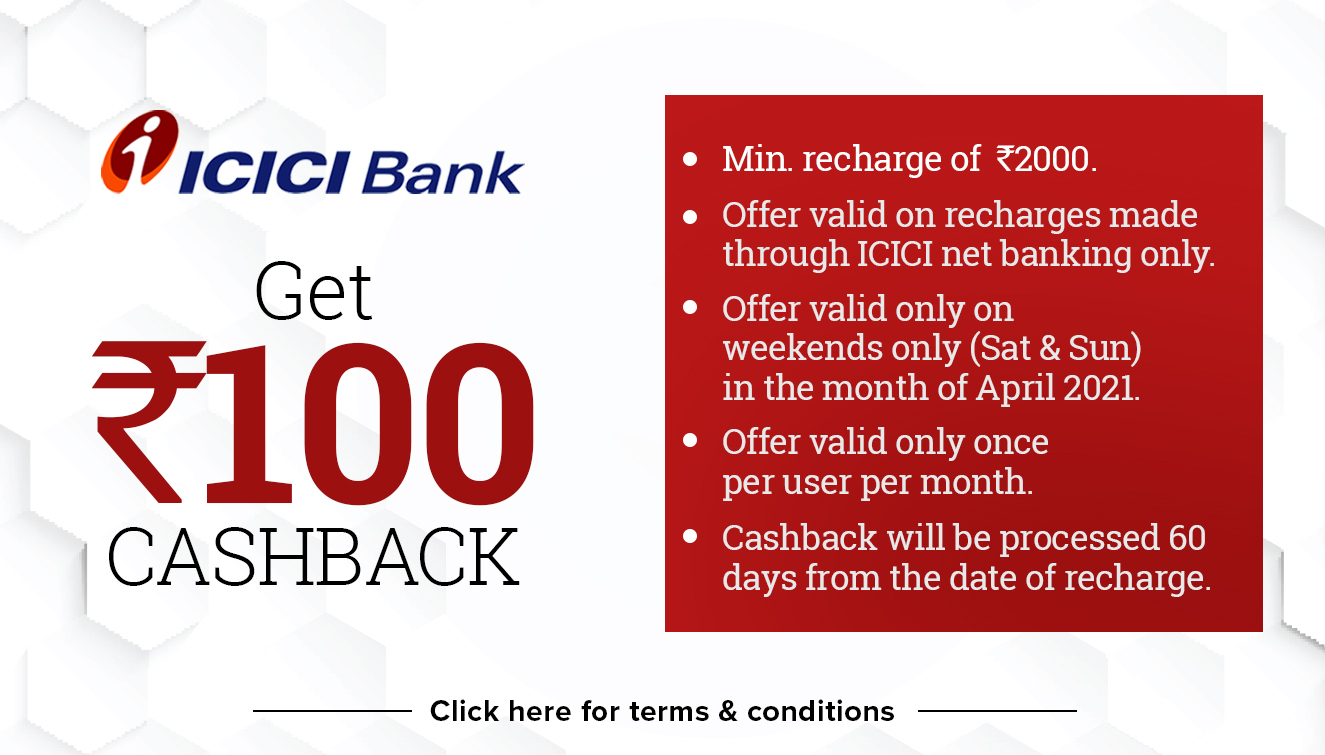 ICICI Bank
Get
₹100
CASHBACK
• Min. recharge of ₹2000.
• Offer valid on recharges made
through ICICI net banking only.
• Offer valid only on
weekends only (Sat & Sun)
in the month of April 2021.
• Offer valid only once
per user per month.
• Cashback will be processed 60
days from the date of recharge.
Click here for terms & conditions